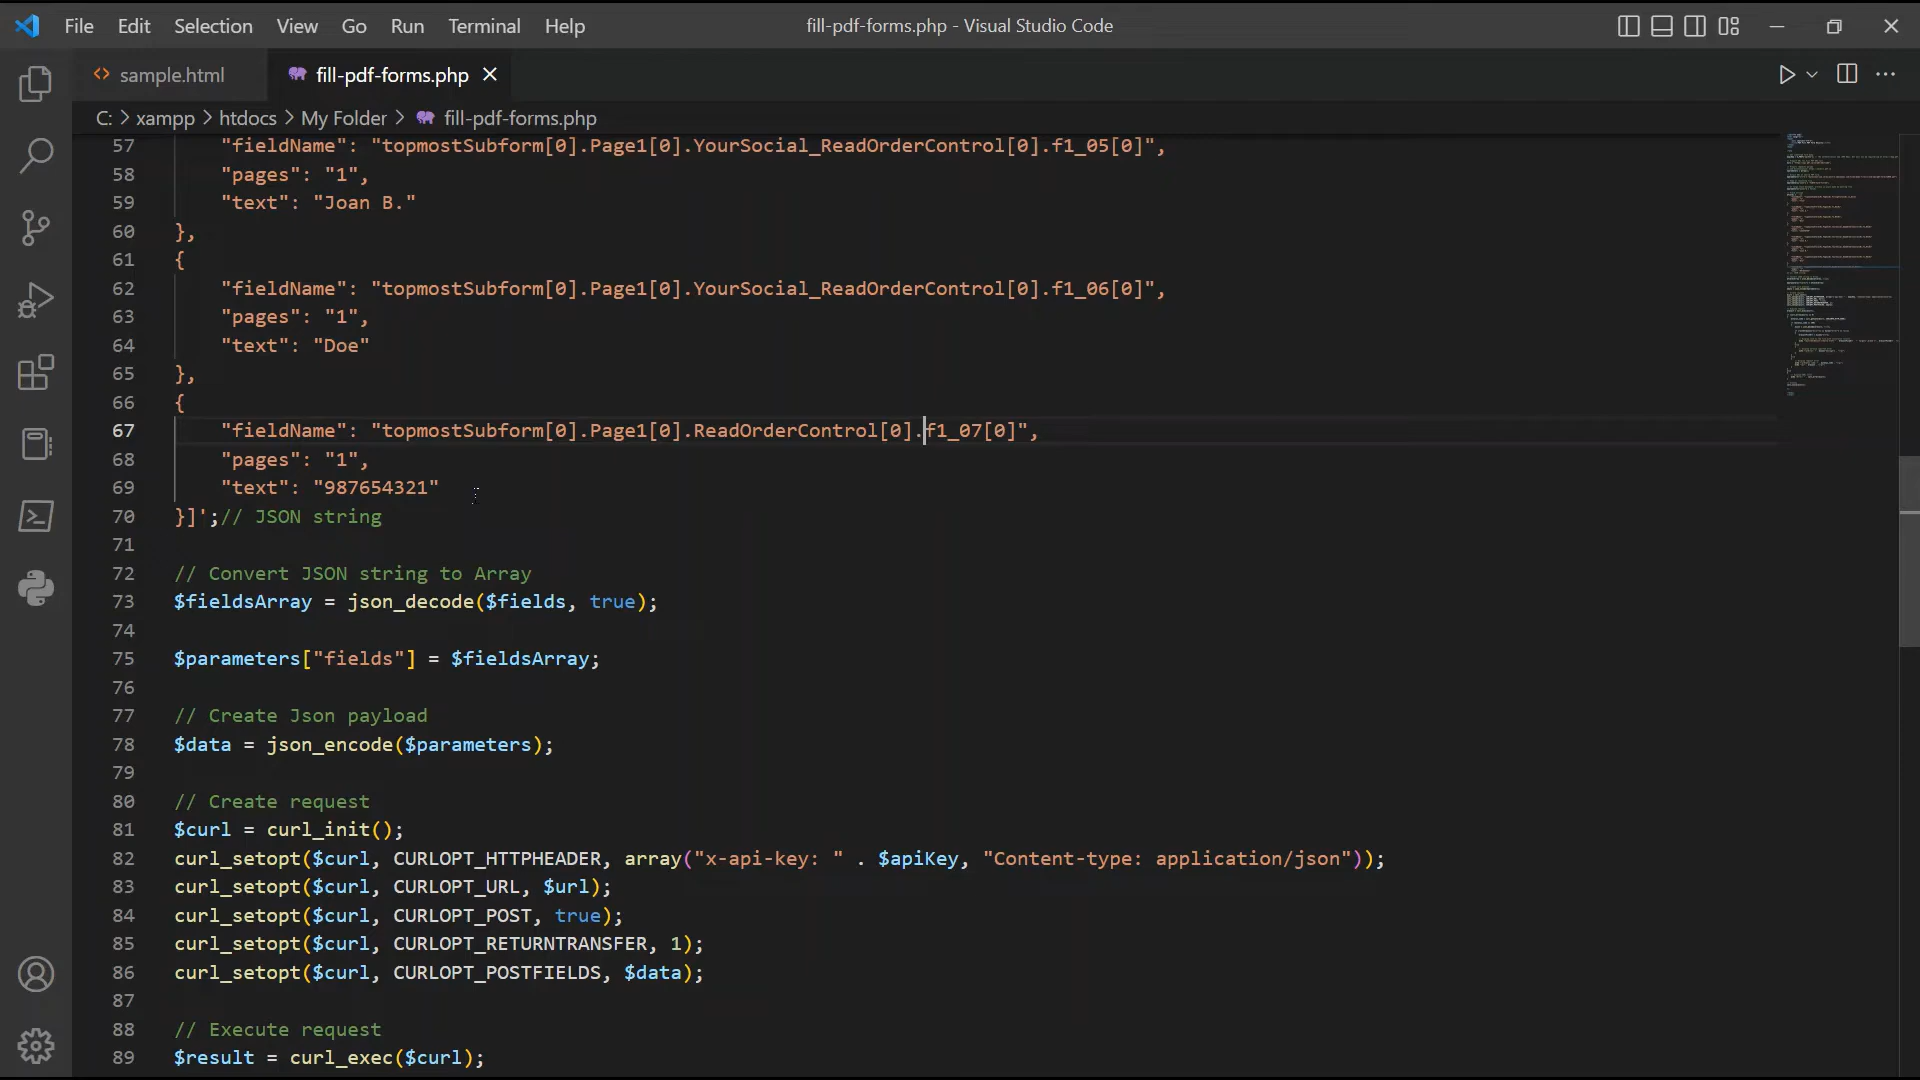 File Edit Selection View Go Run Terminal Help
fill-pdf-forms.php - Visual Studio Code
sample.html
fill-pdf-forms.php
C: > xampp > htdocs > My Folder > fill-pdf-forms.php
57 "fieldName": "topmostSubform[0].Page1[0].YourSocial_ReadOrderControl[0].f1_05[0]",
58 "pages": "1",
59 "text": "Joan B."
60 },
61 {
62 "fieldName": "topmostSubform[0].Page1[0].YourSocial_ReadOrderControl[0].f1_06[0]",
63 "pages": "1",
64 "text": "Doe"
65 },
66 {
67 "fieldName": "topmostSubform[0].Page1[0].ReadOrderControl[0].f1_07[0]",
68 "pages": "1",
69 "text": "987654321"
70 }]';// JSON string
71
72 // Convert JSON string to Array
73 $fieldsArray = json_decode($fields, true);
74
75 $parameters["fields"] = $fieldsArray;
76
77 // Create Json payload
78 $data = json_encode($parameters);
79
80 // Create request
81 $curl = curl_init();
82 curl_setopt($curl, CURLOPT_HTTPHEADER, array("x-api-key: " . $apiKey, "Content-type: application/json"));
83 curl_setopt($curl, CURLOPT_URL, $url);
84 curl_setopt($curl, CURLOPT_POST, true);
85 curl_setopt($curl, CURLOPT_RETURNTRANSFER, 1);
86 curl_setopt($curl, CURLOPT_POSTFIELDS, $data);
87
88 // Execute request
89 $result = curl_exec($curl);